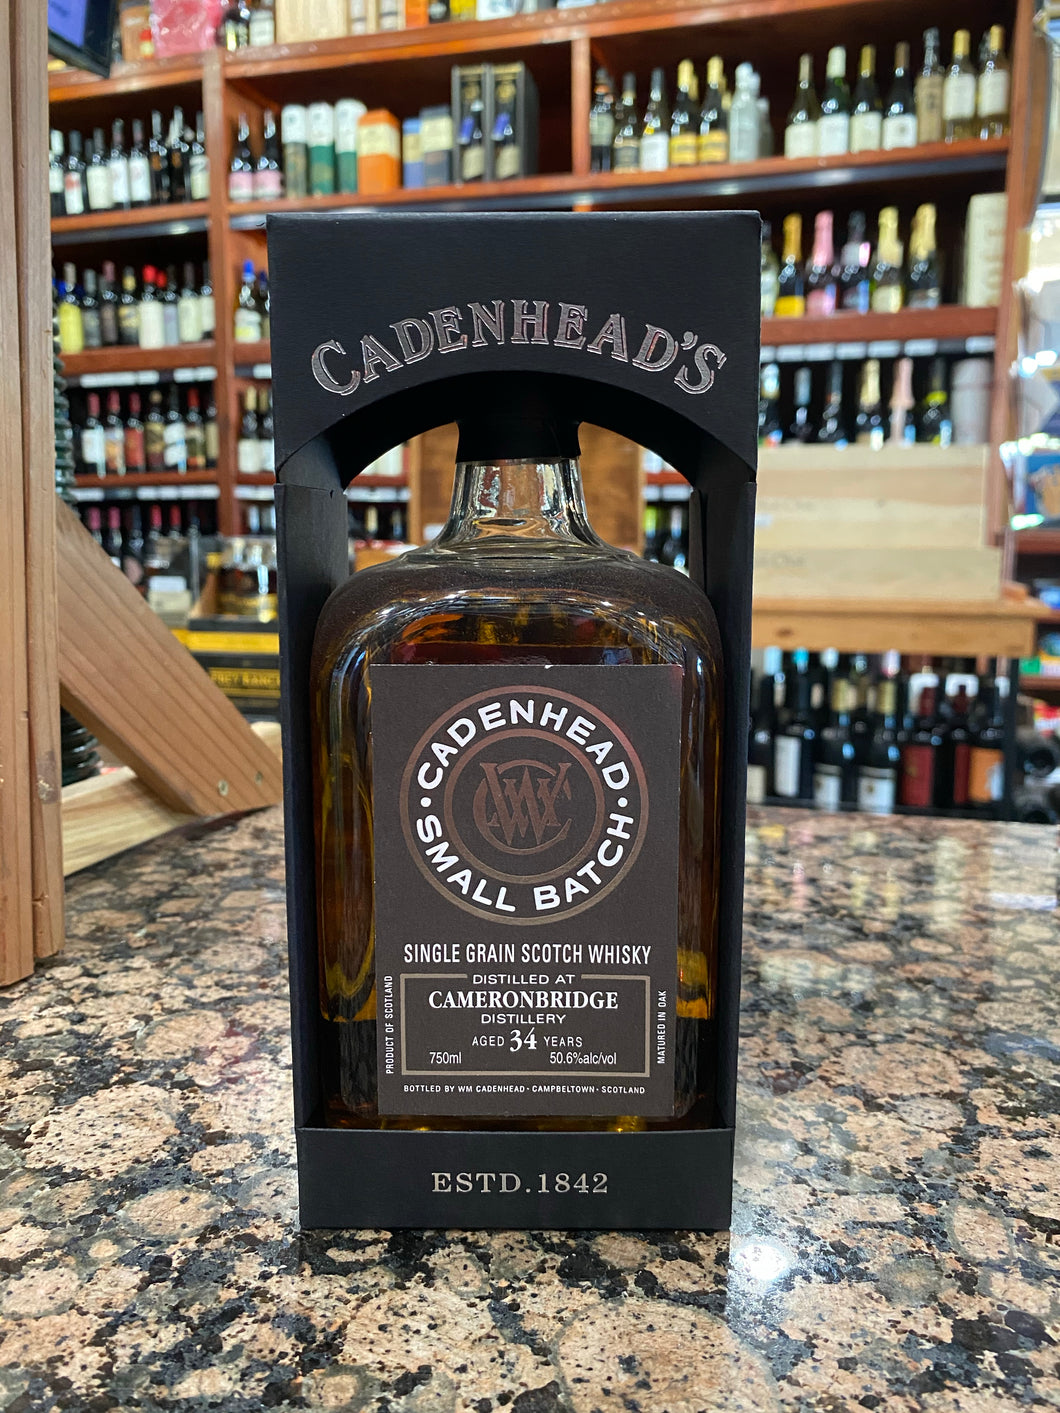 CADENHEAD'S
CADENHEAD
SMALL BATCH
SINGLE GRAIN SCOTCH WHISKY
DISTILLED AT
CAMERONBRIDGE
DISTILLERY
AGED 34 YEARS
750ml 50.6%alc/vol
PRODUCT OF SCOTLAND
MATURED IN OAK
BOTTLED BY WM CADENHEAD · CAMPBELTOWN · SCOTLAND
ESTD.1842